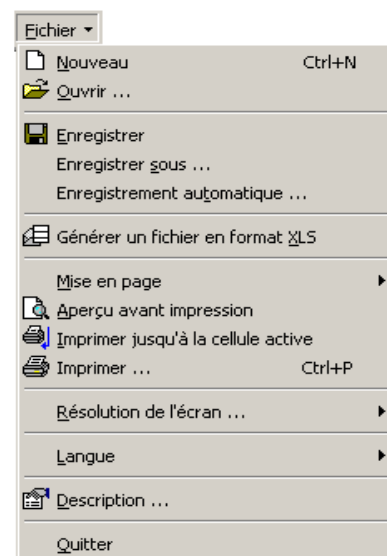 Fichier
Nouveau Ctrl+N
Ouvrir ...
Enregistrer
Enregistrer sous ...
Enregistrement automatique ...
Générer un fichier en format XLS
Mise en page
Aperçu avant impression
Imprimer jusqu'à la cellule active
Imprimer ... Ctrl+P
Résolution de l'écran ...
Langue
Description ...
Quitter